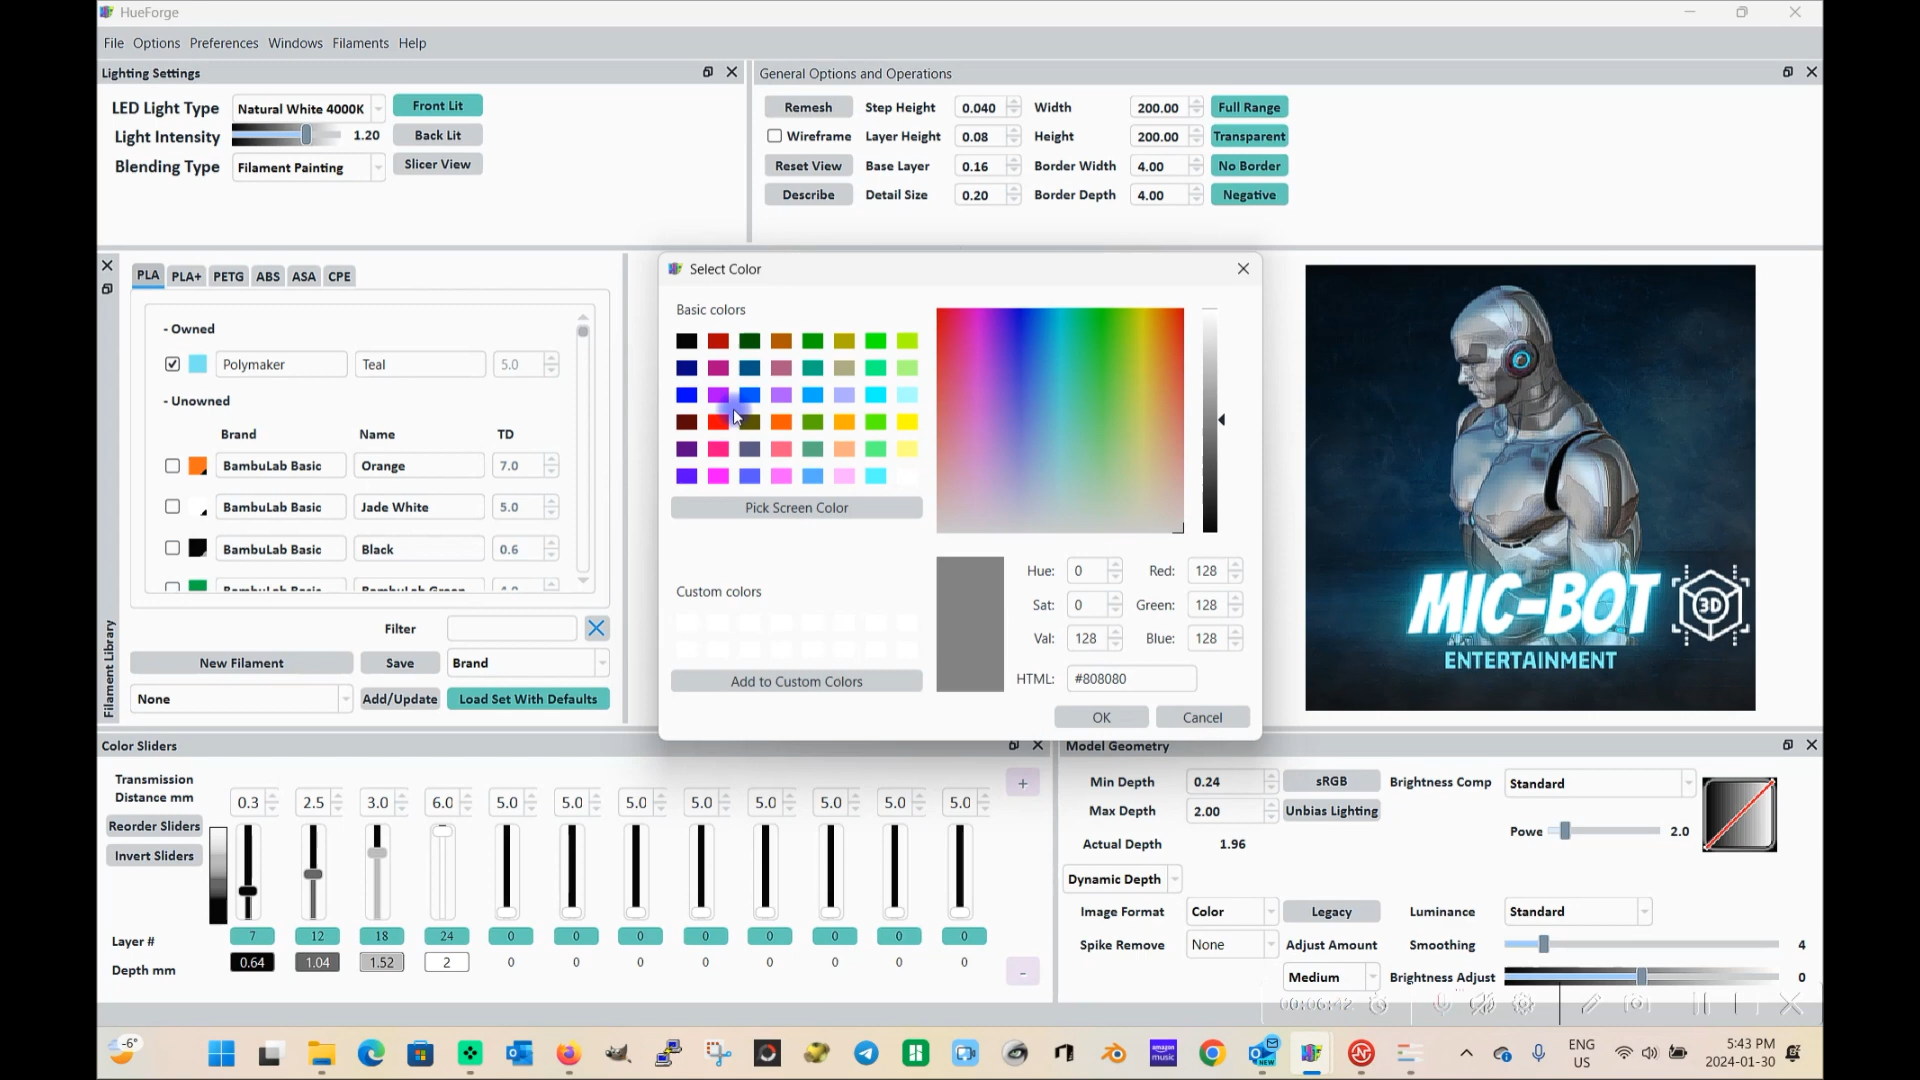 HueForge
File Options Preferences Windows Filaments Help
Lighting Settings
LED Light Type Natural White 4000K Front Lit
Light Intensity 1.20 Back Lit
Blending Type Filament Painting Slicer View
General Options and Operations
Remesh Step Height 0.040 Width 200.00 Full Range
Wireframe Layer Height 0.08 Height 200.00 Transparent
Reset View Base Layer 0.16 Border Width 4.00 No Border
Describe Detail Size 0.20 Border Depth 4.00 Negative
Filament Library
PLA PLA+ PETG ABS ASA CPE
- Owned
Polymaker Teal 5.0
- Unowned
Brand Name TD
BambuLab Basic Orange 7.0
BambuLab Basic Jade White 5.0
BambuLab Basic Black 0.6
BambuLab Basic BambuLab Green 4.0
Filter
New Filament Save Brand
None Add/Update Load Set With Defaults
Select Color
Basic colors
Pick Screen Color
Custom colors
Add to Custom Colors
Hue: 0 Red: 128
Sat: 0 Green: 128
Val: 128 Blue: 128
HTML: #808080
OK Cancel
MIC-BOT
3D
ENTERTAINMENT
Color Sliders
Transmission
Distance mm
0.3 2.5 3.0 6.0 5.0 5.0 5.0 5.0 5.0 5.0 5.0 5.0
+
Reorder Sliders
Invert Sliders
Layer # 7 12 18 24 0 0 0 0 0 0 0 0
Depth mm 0.64 1.04 1.52 2 0 0 0 0 0 0 0 0
-
Model Geometry
Min Depth 0.24 sRGB Brightness Comp Standard
Max Depth 2.00 Unbias Lighting
Powe 2.0
Actual Depth 1.96
Dynamic Depth
Image Format Color Legacy Luminance Standard
Spike Remove None Adjust Amount Smoothing 4
Medium Brightness Adjust 0
00:06:42
-6°
NEW
amazon music
ENG
US
5:43 PM
2024-01-30